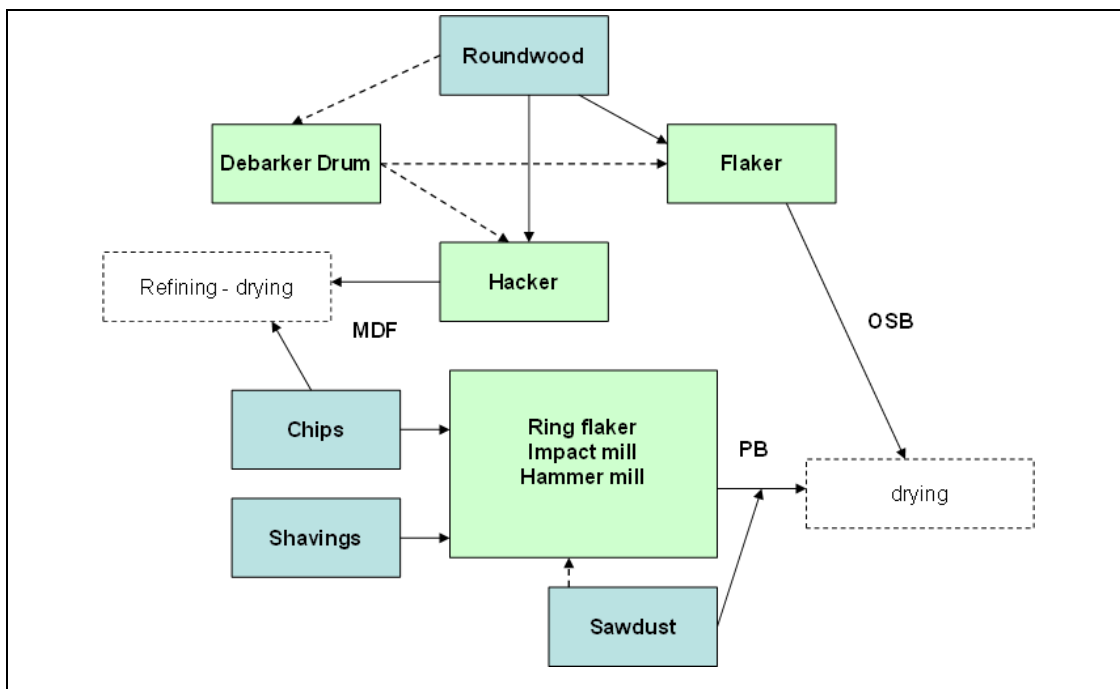 Roundwood
Debarker Drum
Flaker
Hacker
Refining - drying
MDF
OSB
Chips
Ring flaker
Impact mill
Hammer mill
PB
drying
Shavings
Sawdust